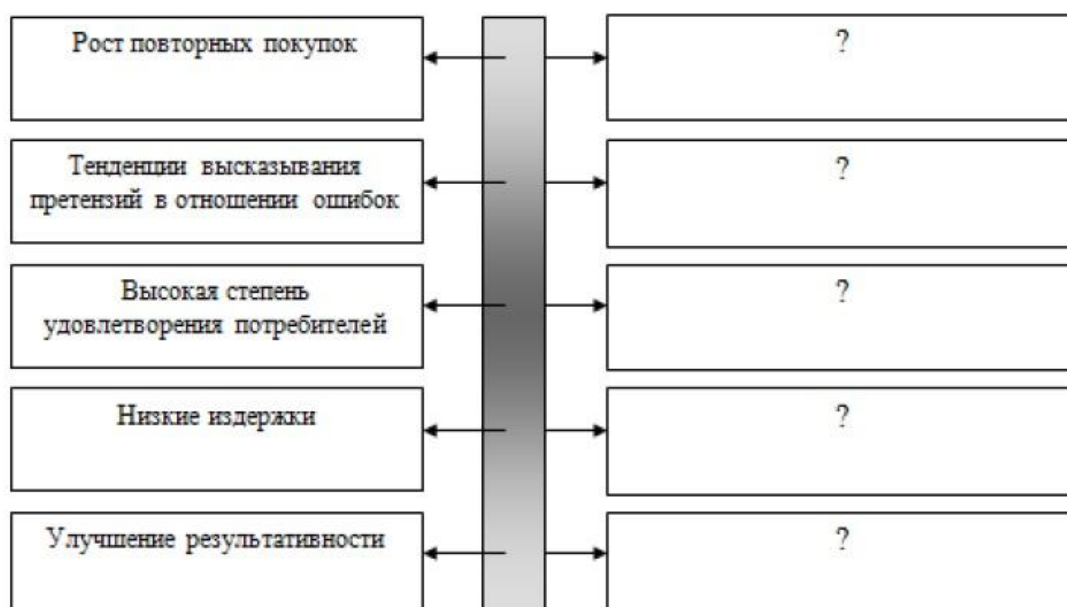 Рост повторных покупок
?
Тенденции высказывания
претензий в отношении ошибок
?
Высокая степень
удовлетворения потребителей
?
Низкие издержки
?
Улучшение результативности
?